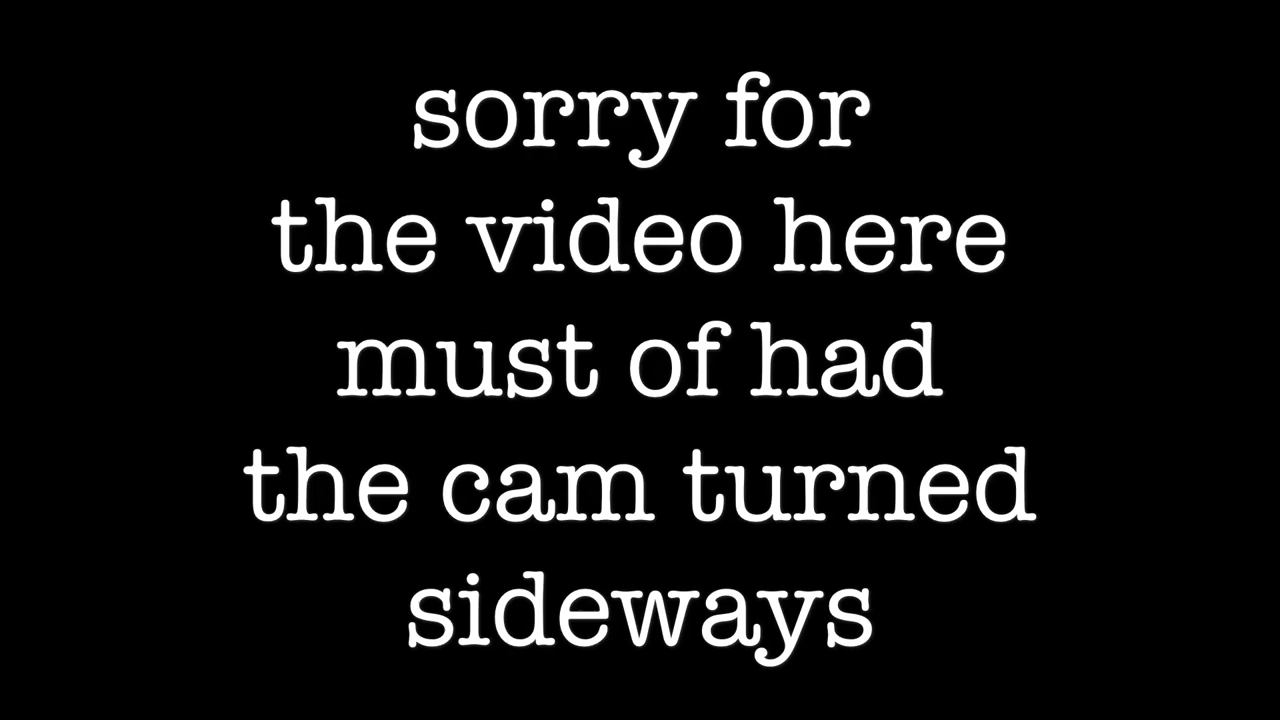 sorry for
the video here
must of had
the cam turned
sideways